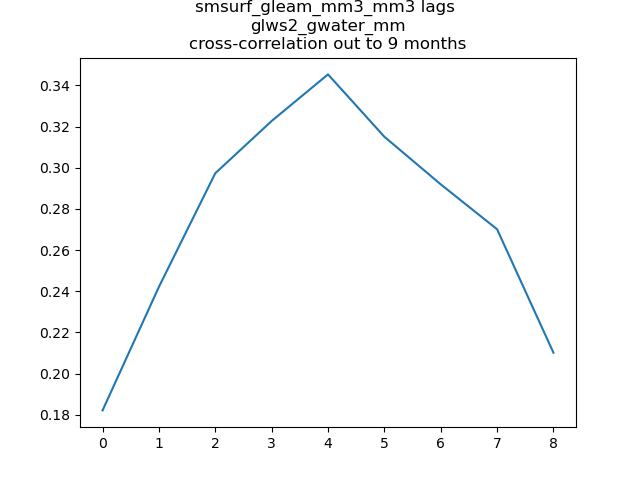 smsurf_gleam_mm3_mm3 lags
glws2_gwater_mm
cross-correlation out to 9 months
0.34
0.32
0.30
0.28
0.26
0.24
0.22
0.20
0.18
0 1 2 3 4 5 6 7 8